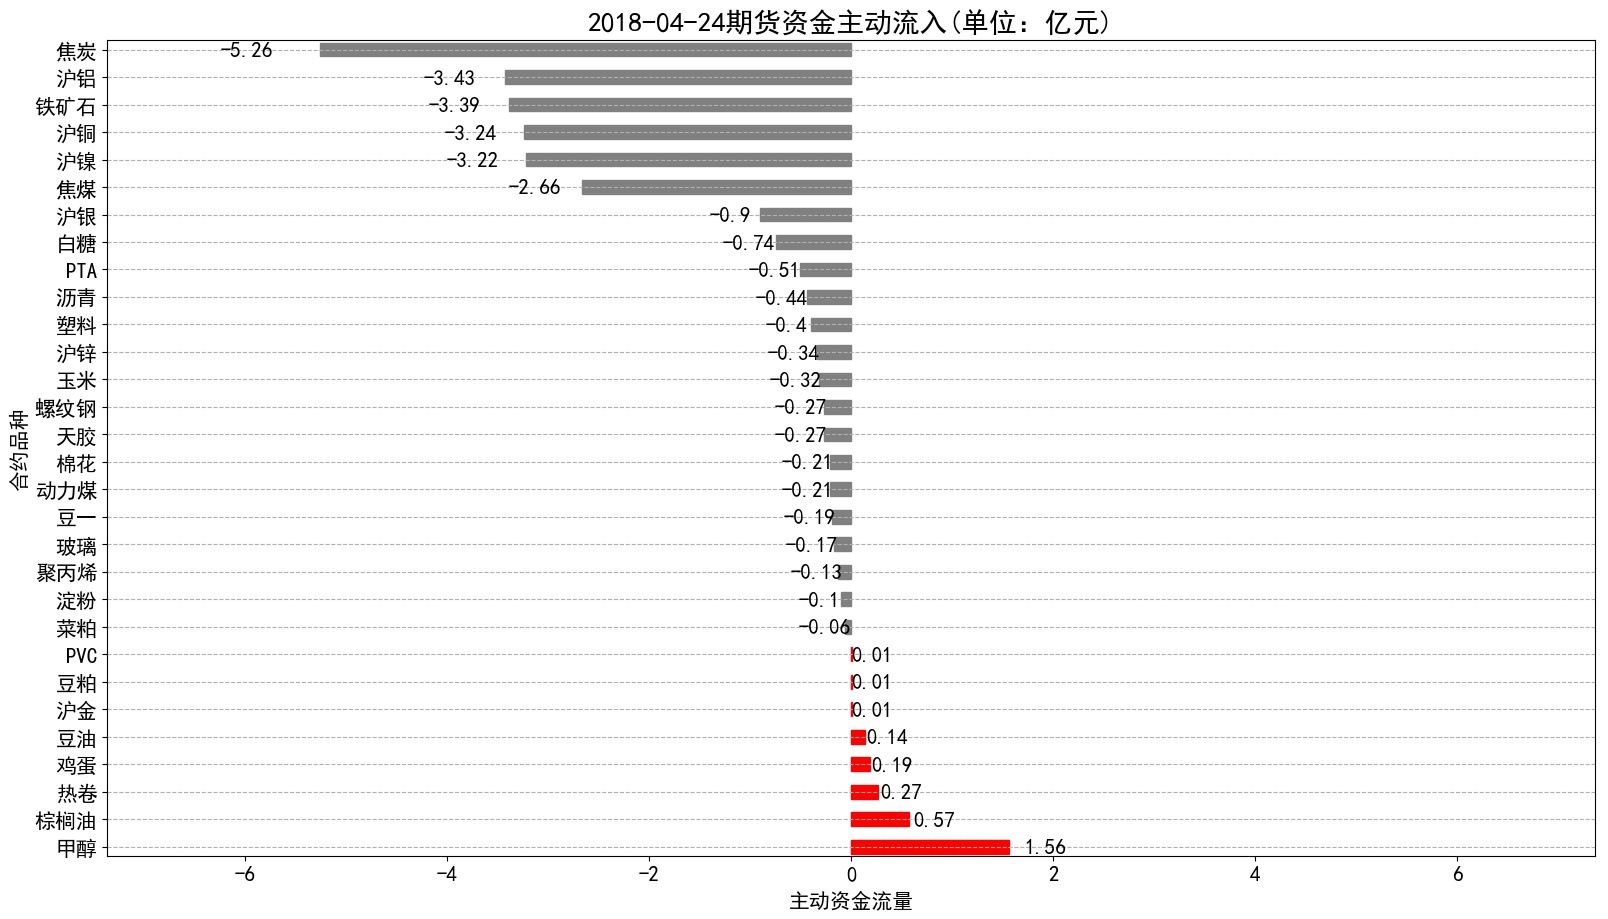 2018-04-24期货资金主动流入(单位：亿元)
焦炭 -5.26
沪铝 -3.43
铁矿石 -3.39
沪铜 -3.24
沪镍 -3.22
焦煤 -2.66
沪银 -0.9
白糖 -0.74
PTA -0.51
沥青 -0.44
塑料 -0.4
沪锌 -0.34
玉米 -0.32
螺纹钢 -0.27
天胶 -0.27
棉花 -0.21
动力煤 -0.21
豆一 -0.19
玻璃 -0.17
聚丙烯 -0.13
淀粉 -0.1
菜粕 -0.06
PVC 0.01
豆粕 0.01
沪金 0.01
豆油 0.14
鸡蛋 0.19
热卷 0.27
棕榈油 0.57
甲醇 1.56
合约品种
-6 -4 -2 0 2 4 6
主动资金流量